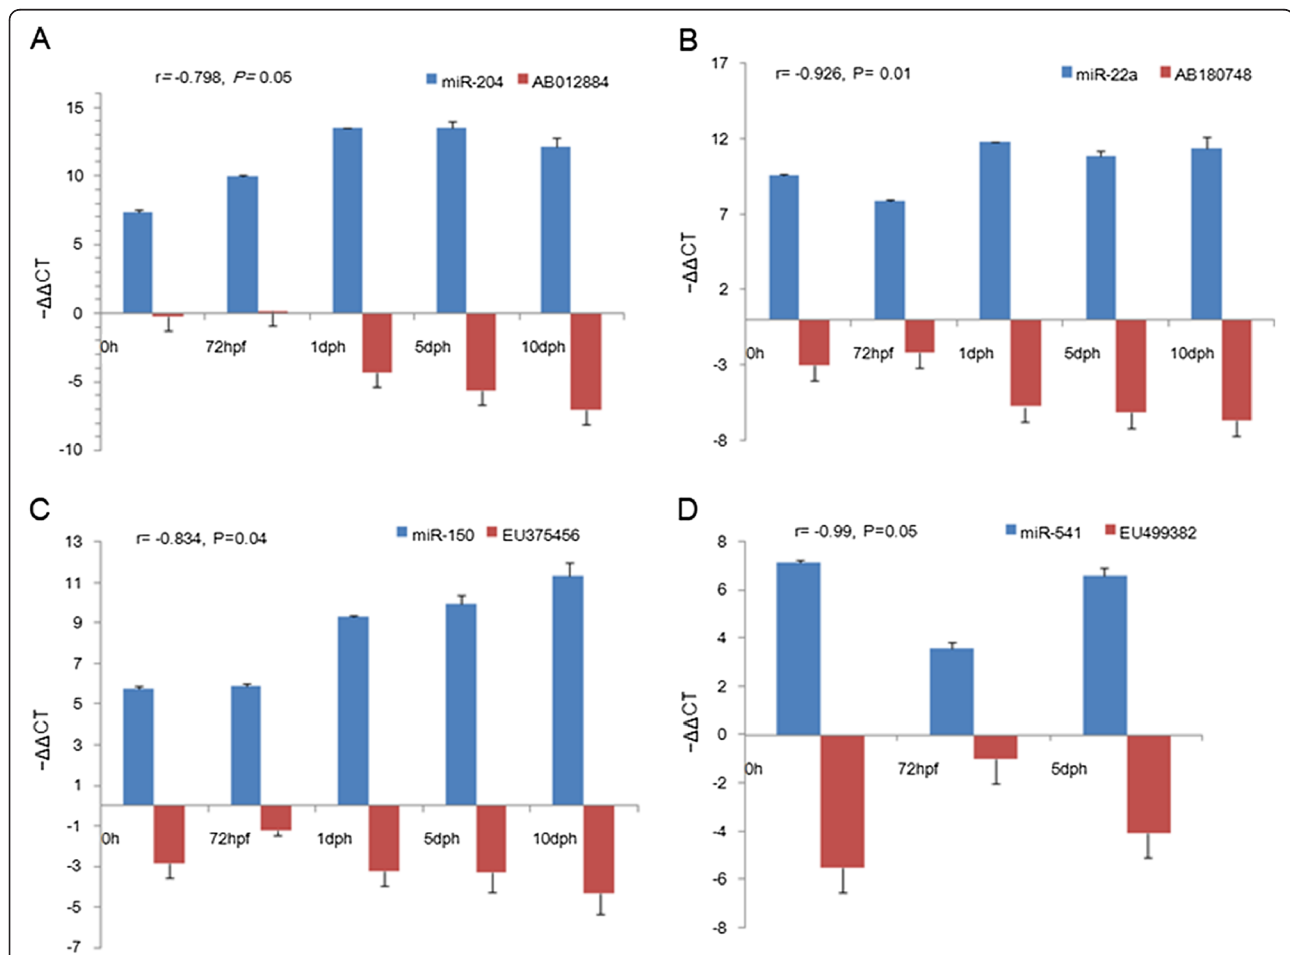 A
r= -0.798, P= 0.05
miR-204 AB012884
15
10
5
0
-5
-10
-ΔΔCT
0h 72hpf 1dph 5dph 10dph
B
r= -0.926, P= 0.01
miR-22a AB180748
17
12
7
2
-3
-8
-ΔΔCT
0h 72hpf 1dph 5dph 10dph
C
r= -0.834, P=0.04
miR-150 EU375456
13
11
9
7
5
3
1
-1
-3
-5
-7
-ΔΔCT
0h 72hpf 1dph 5dph 10dph
D
r= -0.99, P=0.05
miR-541 EU499382
8
6
4
2
0
-2
-4
-6
-8
-ΔΔCT
0h 72hpf 5dph